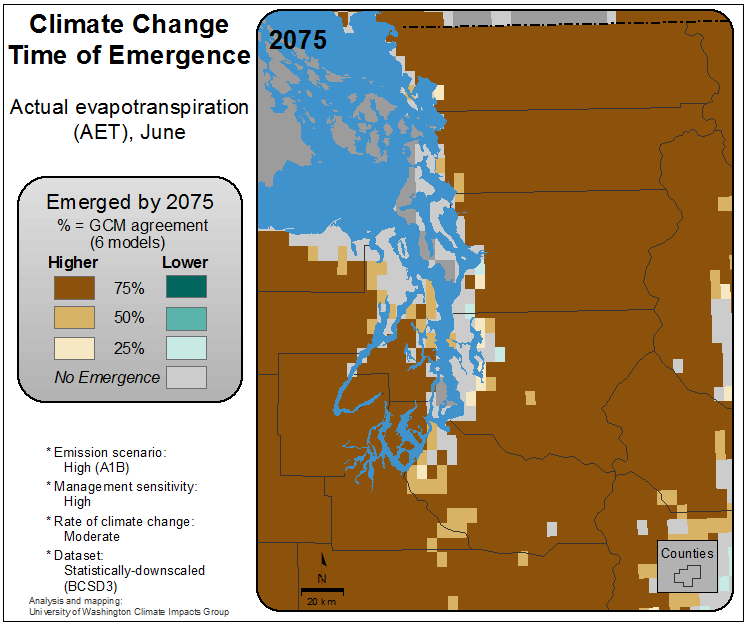 Climate Change
Time of Emergence
Actual evapotranspiration
(AET), June
Emerged by 2075
% = GCM agreement
(6 models)
Higher Lower
75%
50%
25%
No Emergence
* Emission scenario:
High (A1B)
* Management sensitivity:
High
* Rate of climate change:
Moderate
* Dataset:
Statistically-downscaled
(BCSD3)
Analysis and mapping:
University of Washington Climate Impacts Group
2075
N
20 km
Counties